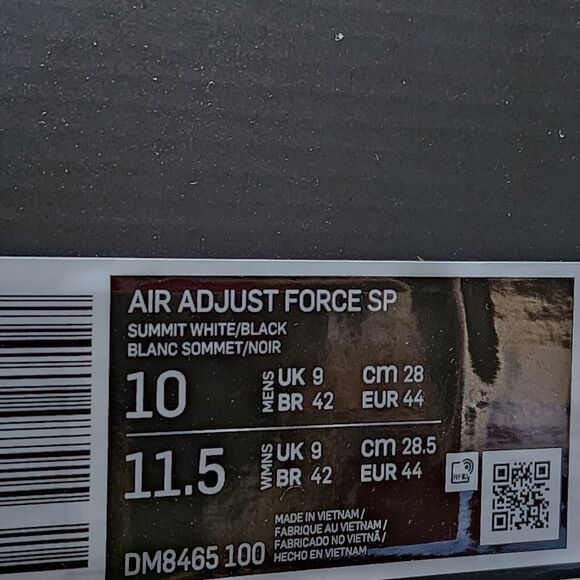 AIR ADJUST FORCE SP
SUMMIT WHITE/BLACK
BLANC SOMMET/NOIR
10 MENS UK 9 CM 28
BR 42 EUR 44
11.5 WMNS UK 9 CM 28.5
BR 42 EUR 44
RFID
DM8465 100
MADE IN VIETNAM/
FABRIQUE AU VIETNAM/
FABRICADO NO VIETNÃ/
HECHO EN VIETNAM